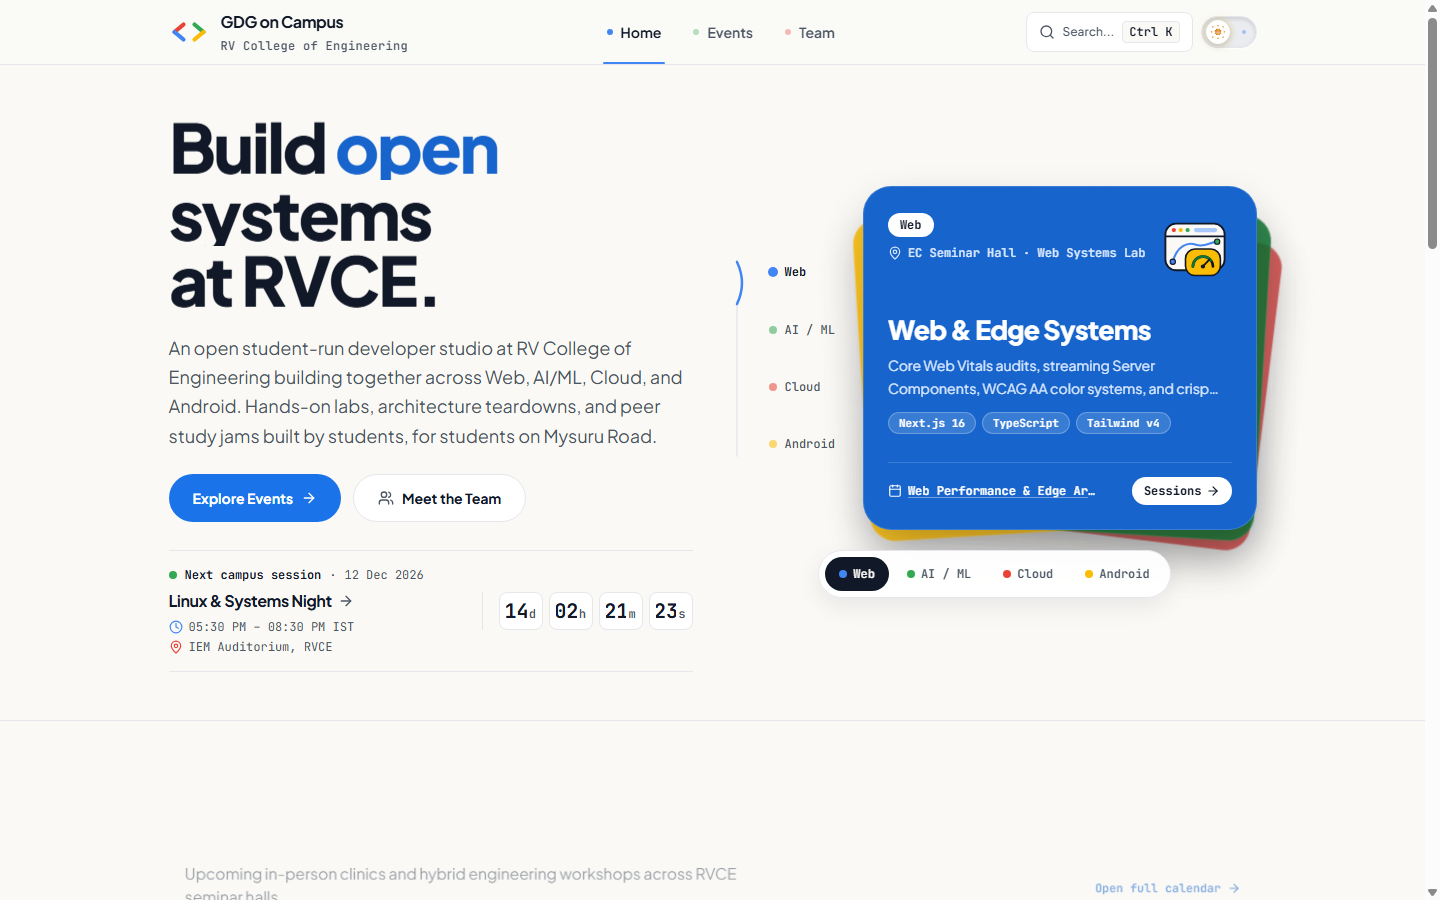 GDG on Campus
RV College of Engineering
Home
Events
Team
Search...
Ctrl K
Build open
systems
at RVCE.
An open student-run developer studio at RV College of
Engineering building together across Web, AI/ML, Cloud, and
Android. Hands-on labs, architecture teardowns, and peer
study jams built by students, for students on Mysuru Road.
Explore Events →
Meet the Team
Next campus session · 12 Dec 2026
Linux & Systems Night →
05:30 PM – 08:30 PM IST
IEM Auditorium, RVCE
14d 02h 21m 23s
Web
AI / ML
Cloud
Android
Web
EC Seminar Hall · Web Systems Lab
Web & Edge Systems
Core Web Vitals audits, streaming Server
Components, WCAG AA color systems, and crisp…
Next.js 16
TypeScript
Tailwind v4
Web Performance & Edge Ar…
Sessions →
Web
AI / ML
Cloud
Android
Upcoming in-person clinics and hybrid engineering workshops across RVCE
seminar halls
Open full calendar →